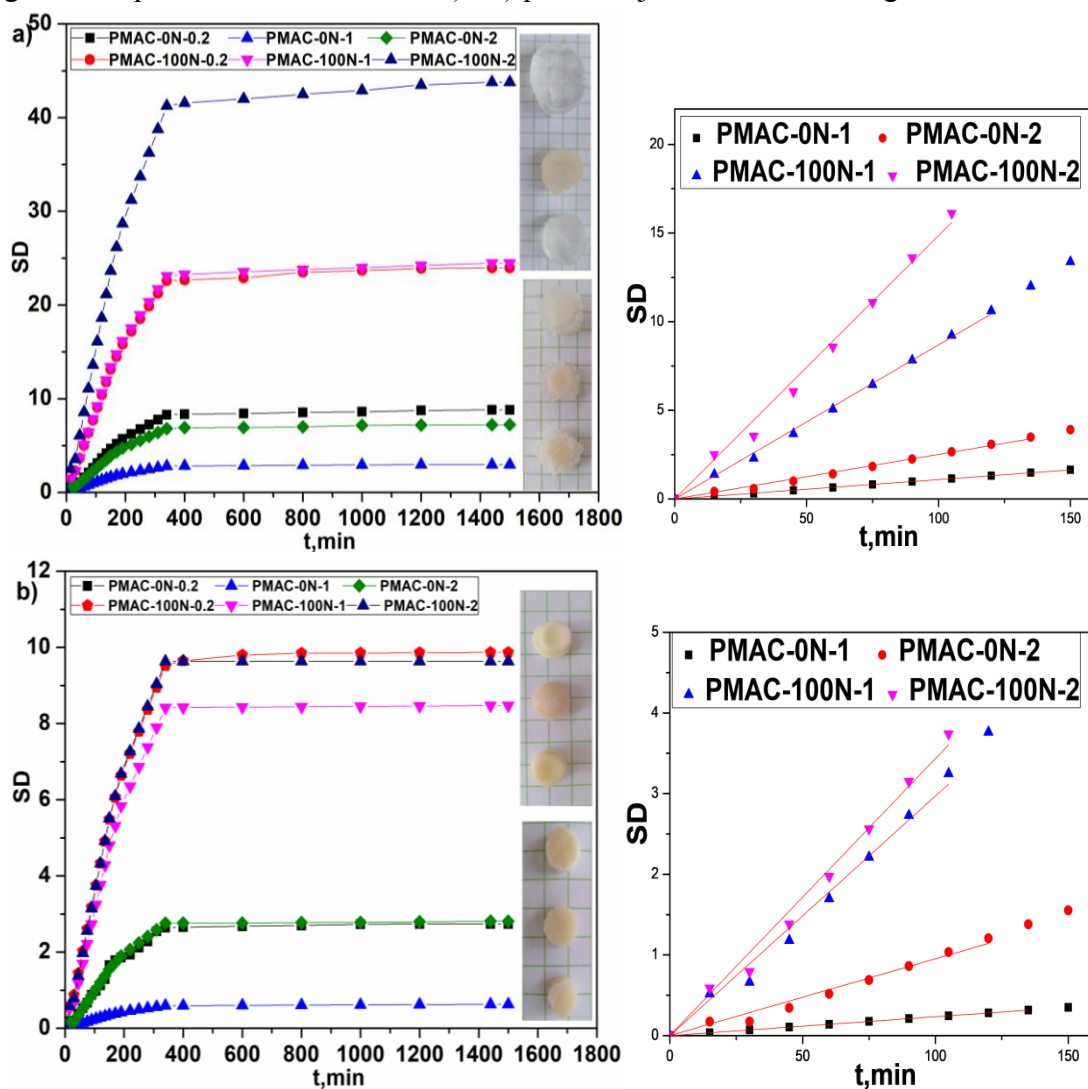 a)
50
40
30
20
10
0
SD
PMAC-0N-0.2 PMAC-0N-1 PMAC-0N-2
PMAC-100N-0.2 PMAC-100N-1 PMAC-100N-2
0 200 400 600 800 1000 1200 1400 1600 1800
t,min
20
15
10
5
0
SD
PMAC-0N-1 PMAC-0N-2
PMAC-100N-1 PMAC-100N-2
0 50 100 150
t,min
b)
12
10
8
6
4
2
0
SD
PMAC-0N-0.2 PMAC-0N-1 PMAC-0N-2
PMAC-100N-0.2 PMAC-100N-1 PMAC-100N-2
0 200 400 600 800 1000 1200 1400 1600 1800
t,min
5
4
3
2
1
0
SD
PMAC-0N-1 PMAC-0N-2
PMAC-100N-1 PMAC-100N-2
0 50 100 150
t,min